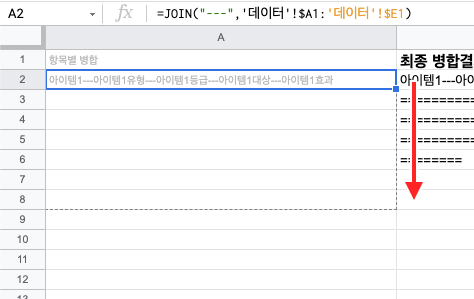 A2 fx =JOIN("---",'데이터'!$A1:'데이터'!$E1)
A
1 항목별 병합 최종 병합결
2 아이템1---아이템1유형---아이템1등급---아이템1대상---아이템1효과 아이템1---아이
3 ==========
4 ==========
5 ==========
6 ========
7
8
9
10
11
12
13